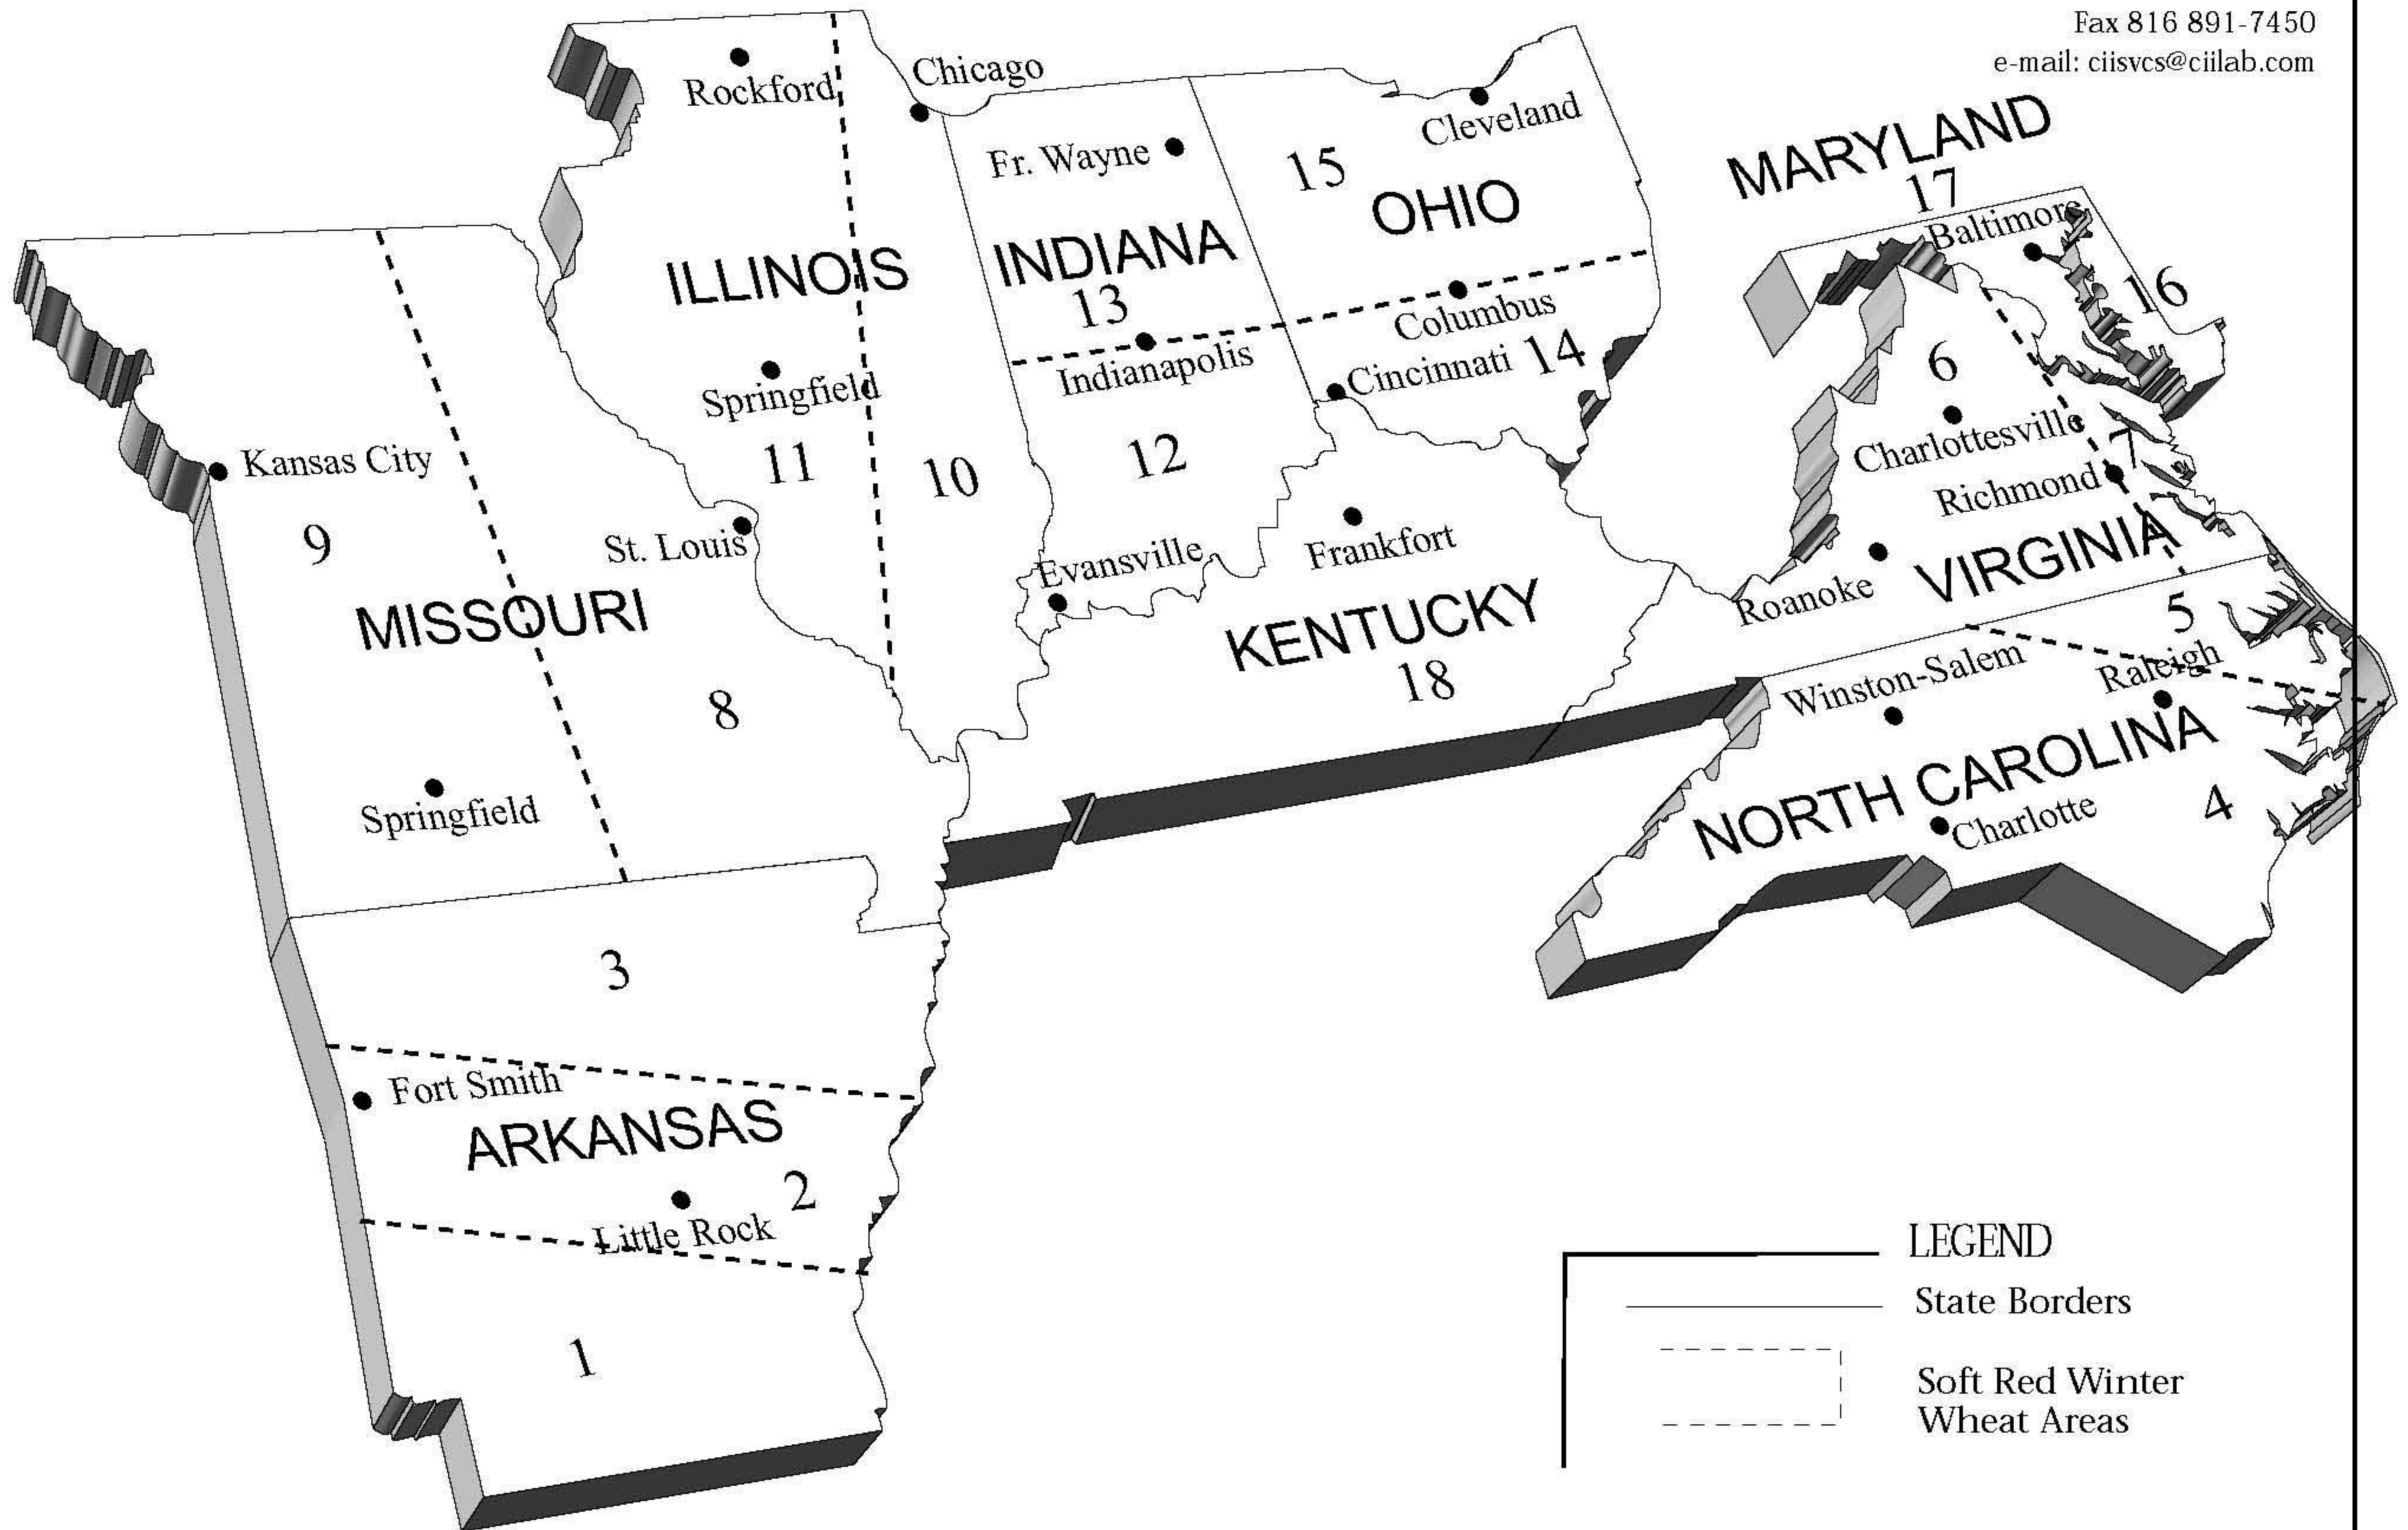 Fax 816 891-7450
e-mail: ciisvcs@ciilab.com
Rockford
Chicago
Cleveland
Fr. Wayne
15
OHIO
MARYLAND
17
Baltimore
16
ILLINOIS
INDIANA
13
Columbus
Indianapolis
Cincinnati 14
6
Springfield
Charlottesville
7
Kansas City
11
10
12
Richmond
9
St. Louis
Evansville
Frankfort
VIRGINIA
Roanoke
MISSOURI
KENTUCKY
18
5
Winston-Salem
Raleigh
8
Springfield
NORTH CAROLINA
Charlotte
4
3
Fort Smith
ARKANSAS
2
Little Rock
1
LEGEND
State Borders
Soft Red Winter
Wheat Areas